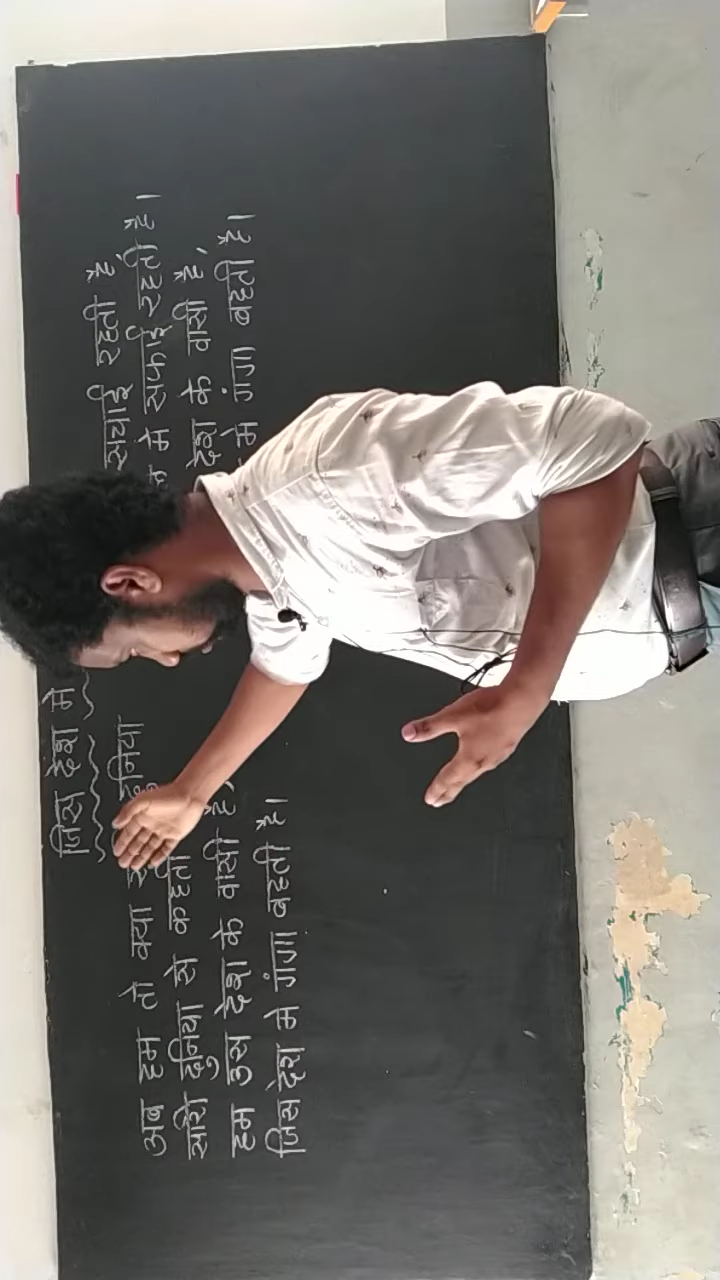 जिस देश में
सचाई रहती है,
में सफाई रहती है।
देश के वासी हैं,
में गंगा बहती है।
अब हम तो क्या दुनिया
सारी दुनिया से कहती
हम उस देश के वासी हैं,
जिस देश में गंगा बहती है।